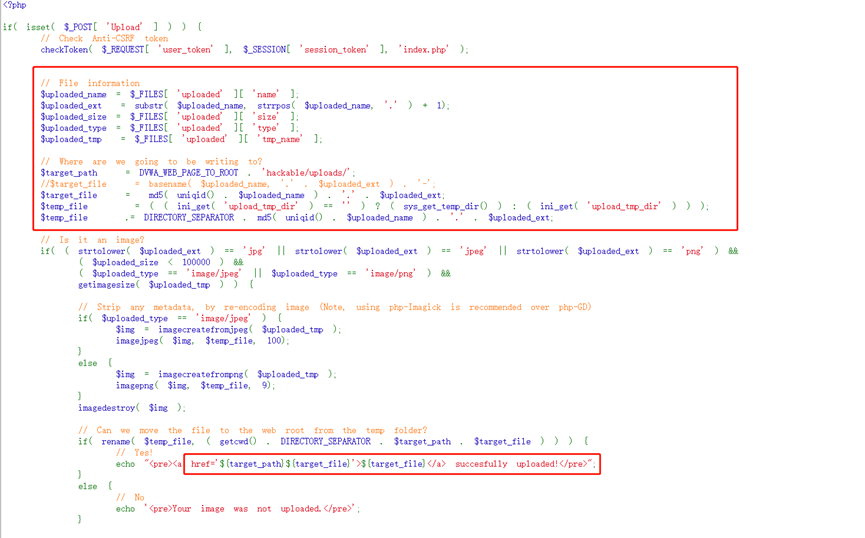 <?php
if( isset( $_POST[ 'Upload' ] ) ) {
// Check Anti-CSRF token
checkToken( $_REQUEST[ 'user_token' ], $_SESSION[ 'session_token' ], 'index.php' );
// File information
$uploaded_name = $_FILES[ 'uploaded' ][ 'name' ];
$uploaded_ext = substr( $uploaded_name, strrpos( $uploaded_name, '.' ) + 1);
$uploaded_size = $_FILES[ 'uploaded' ][ 'size' ];
$uploaded_type = $_FILES[ 'uploaded' ][ 'type' ];
$uploaded_tmp = $_FILES[ 'uploaded' ][ 'tmp_name' ];
// Where are we going to be writing to?
$target_path = DVWA_WEB_PAGE_TO_ROOT . 'hackable/uploads/';
//$target_file = basename( $uploaded_name, '.' . $uploaded_ext ) . '-';
$target_file = md5( uniqid() . $uploaded_name ) . '.' . $uploaded_ext;
$temp_file = ( ( ini_get( 'upload_tmp_dir' ) == '' ) ? ( sys_get_temp_dir() ) : ( ini_get( 'upload_tmp_dir' ) ) );
$temp_file .= DIRECTORY_SEPARATOR . md5( uniqid() . $uploaded_name ) . '.' . $uploaded_ext;
// Is it an image?
if( ( strtolower( $uploaded_ext ) == 'jpg' || strtolower( $uploaded_ext ) == 'jpeg' || strtolower( $uploaded_ext ) == 'png' ) &&
( $uploaded_size < 100000 ) &&
( $uploaded_type == 'image/jpeg' || $uploaded_type == 'image/png' ) &&
getimagesize( $uploaded_tmp ) ) {
// Strip any metadata, by re-encoding image (Note, using php-Imagick is recommended over php-GD)
if( $uploaded_type == 'image/jpeg' ) {
$img = imagecreatefromjpeg( $uploaded_tmp );
imagejpeg( $img, $temp_file, 100);
}
else {
$img = imagecreatefrompng( $uploaded_tmp );
imagepng( $img, $temp_file, 9);
}
imagedestroy( $img );
// Can we move the file to the web root from the temp folder?
if( rename( $temp_file, ( getcwd() . DIRECTORY_SEPARATOR . $target_path . $target_file ) ) ) {
// Yes!
echo "<pre><a href='${target_path}${target_file}'>${target_file}</a> succesfully uploaded!</pre>";
}
else {
// No
echo '<pre>Your image was not uploaded.</pre>';
}